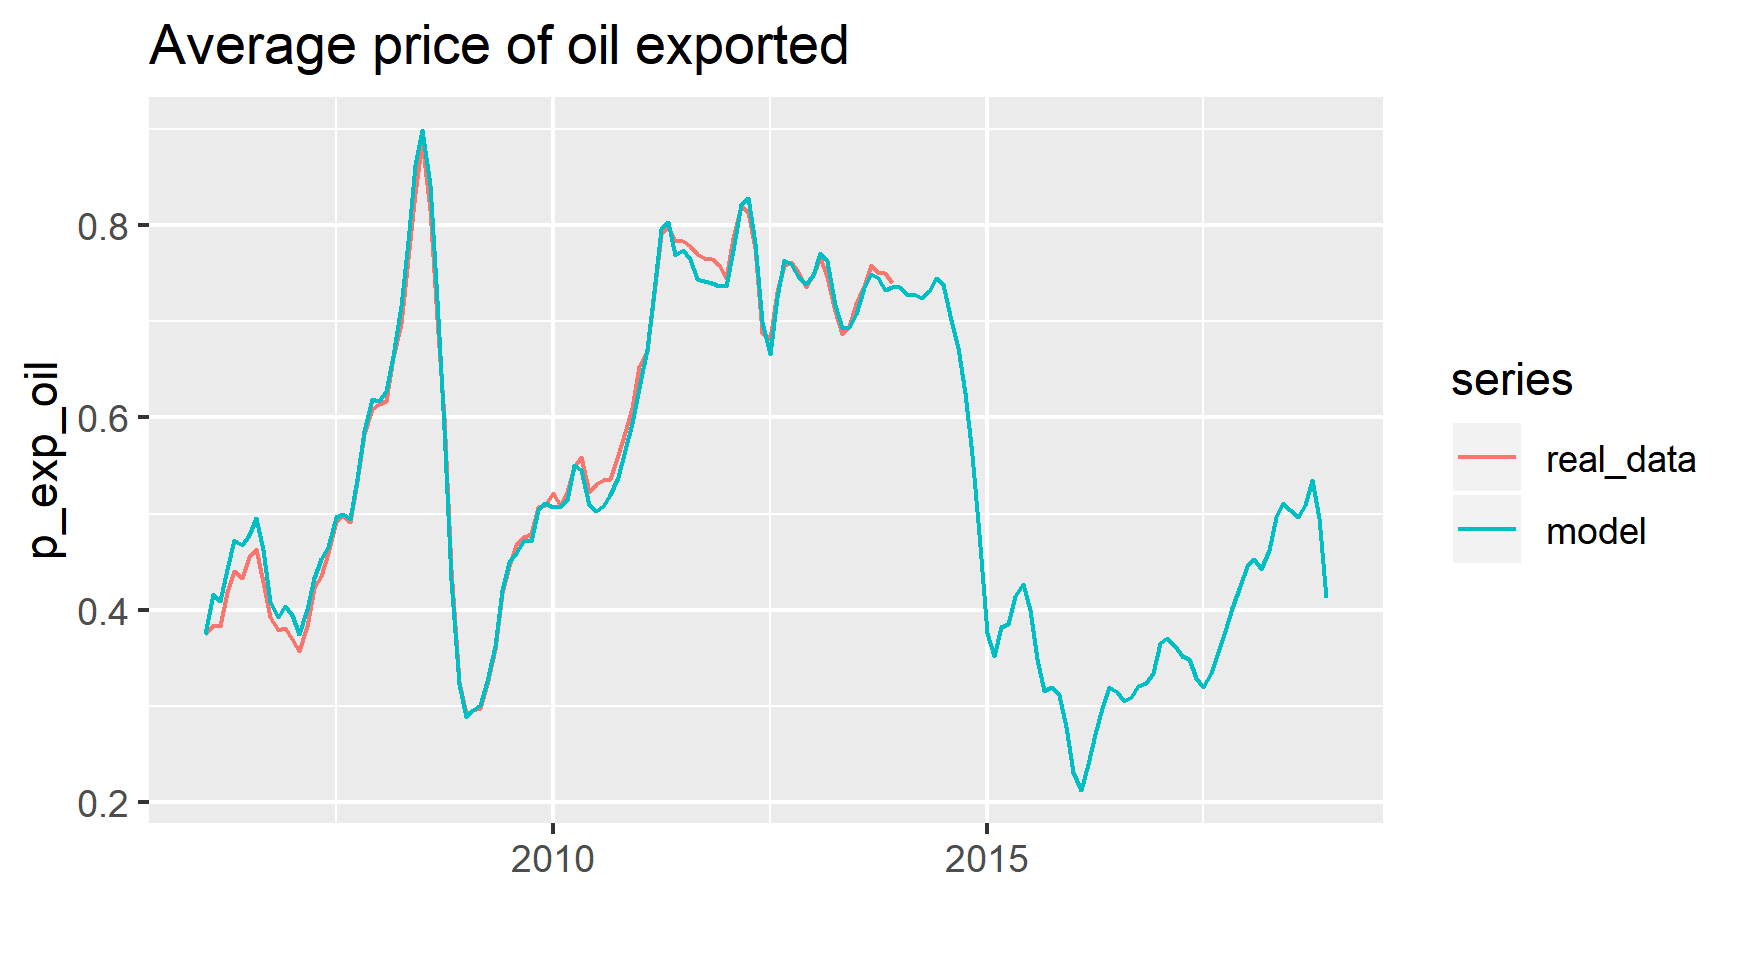 Average price of oil exported
p_exp_oil
0.8
0.6
0.4
0.2
2010
2015
series
real_data
model